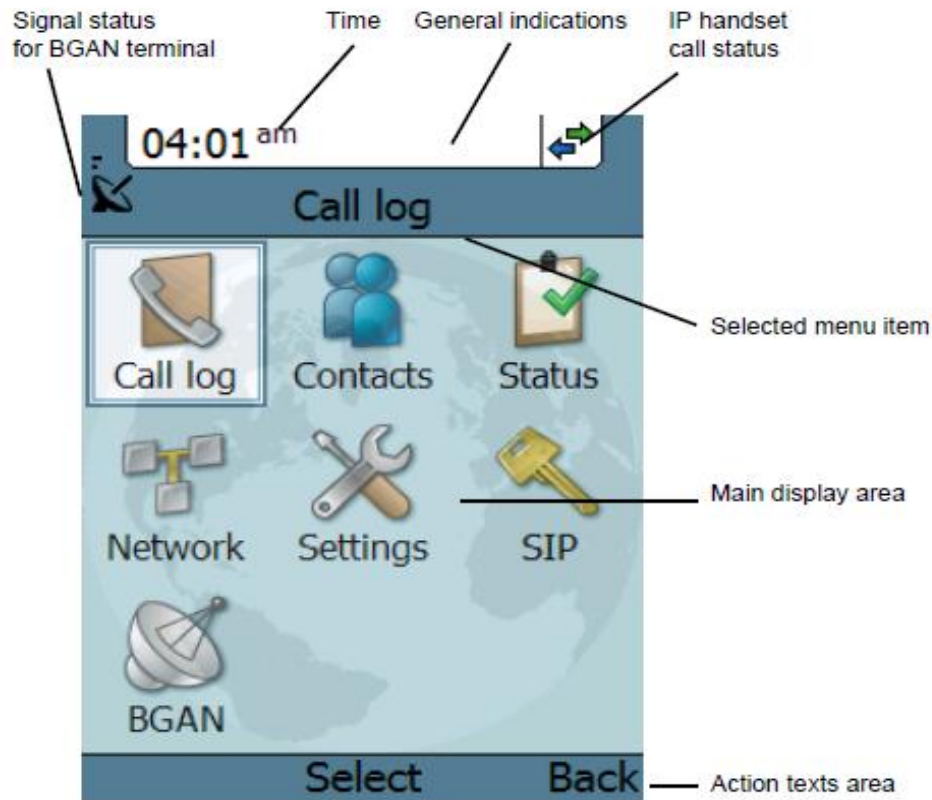 Signal status
for BGAN terminal
Time
General indications
IP handset
call status
04:01 am
Call log
Selected menu item
Call log
Contacts
Status
Main display area
Network
Settings
SIP
BGAN
Select
Back
Action texts area